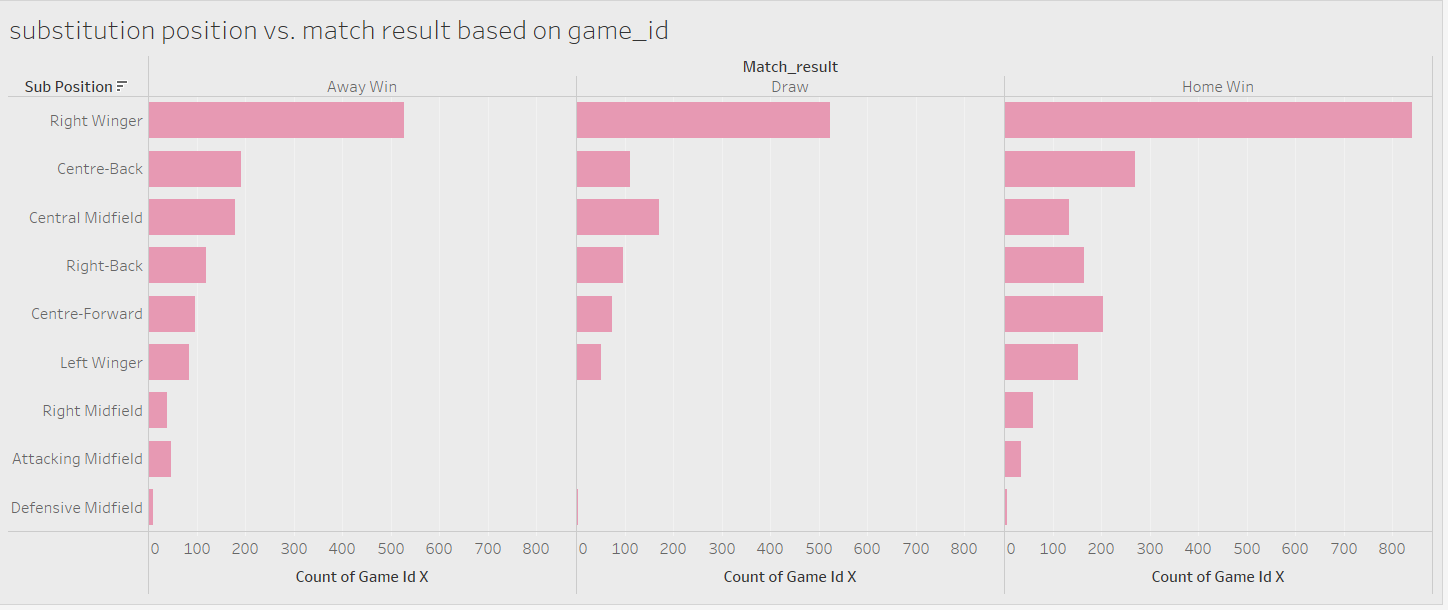 substitution position vs. match result based on game_id
Match_result
Sub Position Away Win Draw Home Win
Right Winger
Centre-Back
Central Midfield
Right-Back
Centre-Forward
Left Winger
Right Midfield
Attacking Midfield
Defensive Midfield
0 100 200 300 400 500 600 700 800 0 100 200 300 400 500 600 700 800 0 100 200 300 400 500 600 700 800
Count of Game Id X Count of Game Id X Count of Game Id X